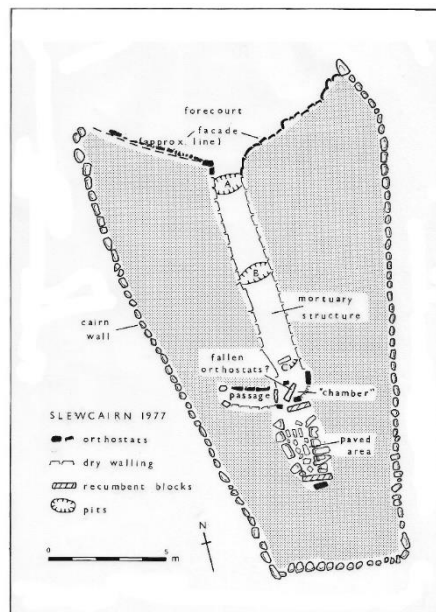 forecourt
facade
(approx. line)
A
B
mortuary
structure
cairn
wall
fallen
orthostats?
C
passage
"chamber"
SLEWCAIRN 1977
orthostats
dry walling
recumbent blocks
pits
paved
area
N
0 5
m